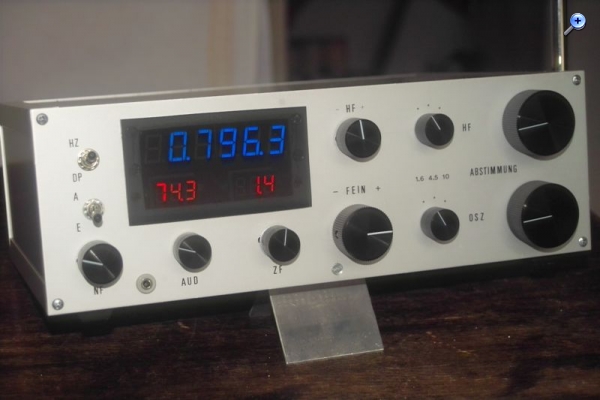 HZ
DP
A
E
NF
AUD
ZF
0.796.3
74.3
1.4
- HF +
- FEIN +
HF
1.6 4.5 10
ABSTIMMUNG
OSZ